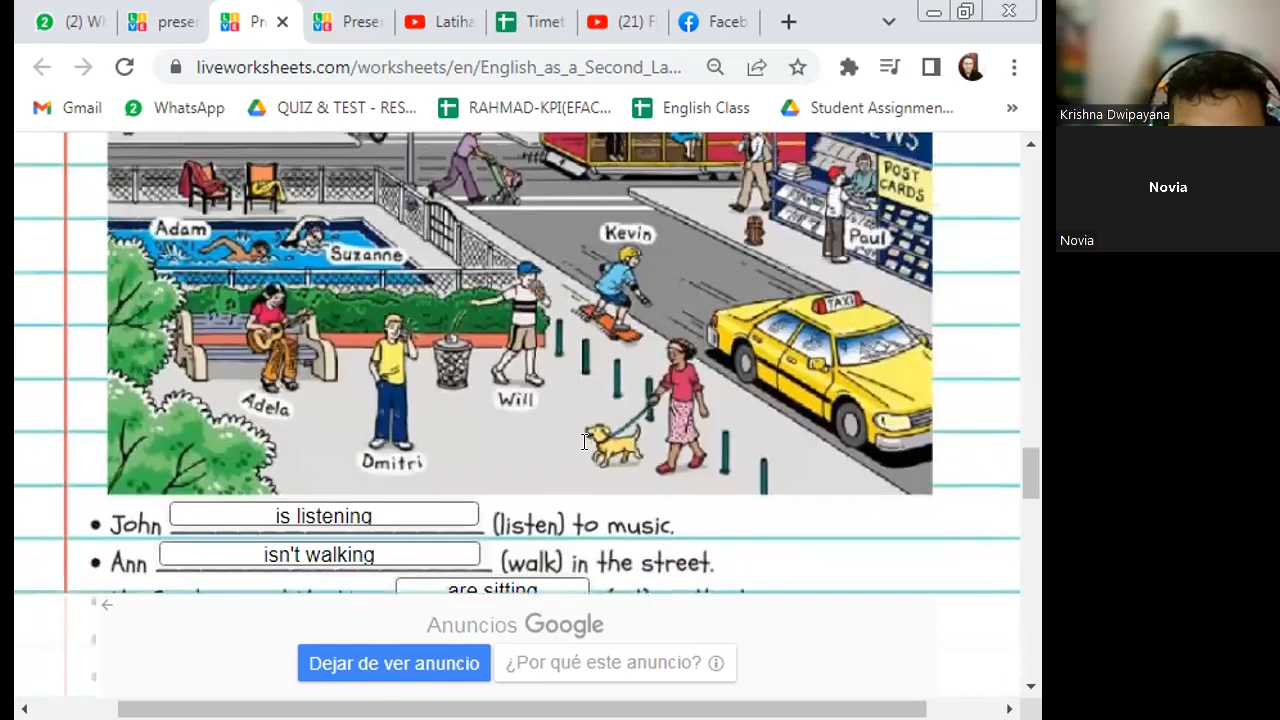 (2) W
preser
Pr
Preser
Latiha
Timet
(21) F
Faceb
liveworksheets.com/worksheets/en/English_as_a_Second_La...
Gmail
WhatsApp
QUIZ & TEST - RES...
RAHMAD-KPI(EFAC...
English Class
Student Assignmen...
Krishna Dwipayana
Novia
Novia
NEWS
POST
CARDS
Adam
Suzanne
Kevin
Paul
TAXI
Adela
Will
Dmitri
• John is listening (listen) to music.
• Ann isn't walking (walk) in the street.
are sitting
Anuncios Google
Dejar de ver anuncio
¿Por qué este anuncio?